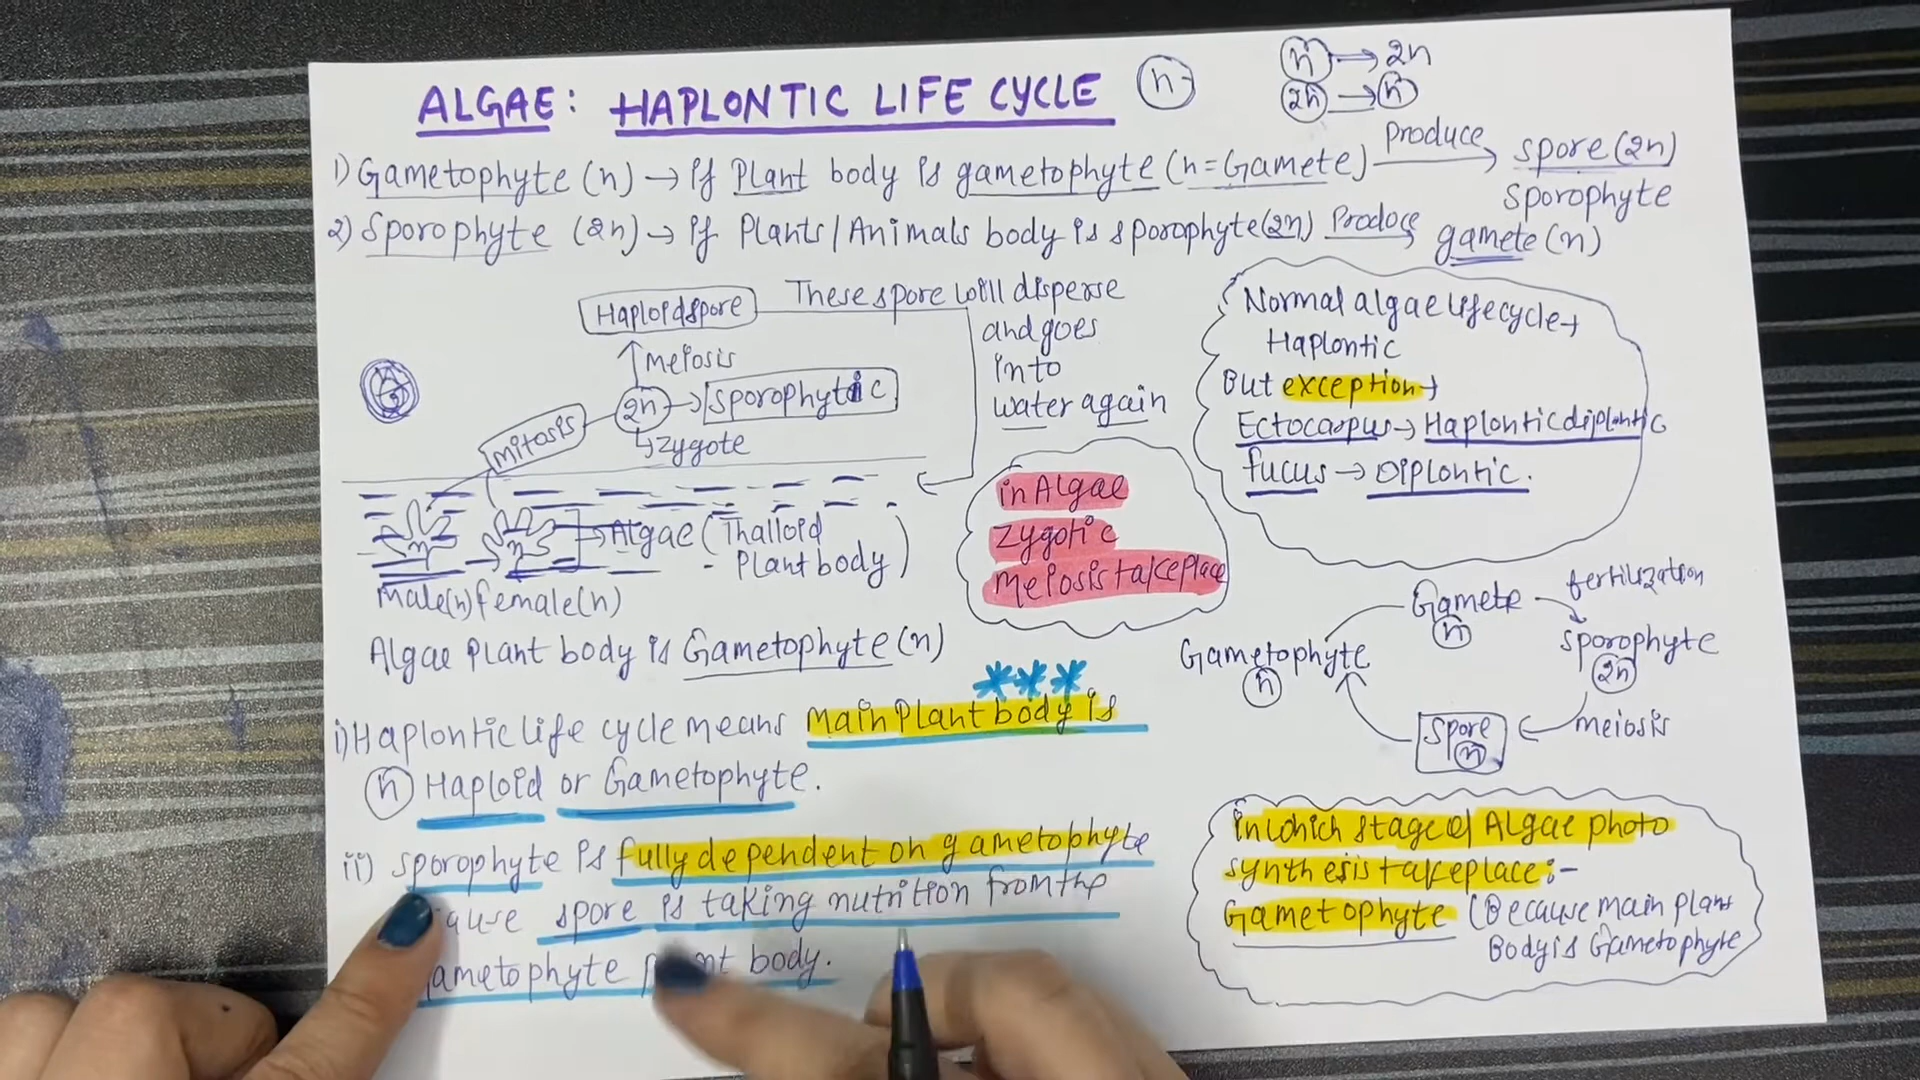 ALGAE: HAPLONTIC LIFE CYCLE (n)
n → 2n
2n → n
1) Gametophyte (n) → if Plant body is gametophyte (n=Gamete) Produce → spore (2n)
Sporophyte
2) Sporophyte (2n) → if Plants/Animals body is sporophyte(2n) Produce gamete (n)
Haploid spore
These spore will disperse
and goes
into
water again
meiosis
2n → Sporophytic
mitosis
zygote
Algae (Thalloid
- Plant body)
n n
male(n) female(n)
Algae Plant body is Gametophyte (n)
Normal algae lifecycle →
Haplontic
But exception →
Ectocarpus → Haplontic diplontic
fucus → Diplontic.
in Algae
zygotic
meiosis take place
Gamete
n
fertilization
Sporophyte
2n
meiosis
Spore
n
Gametophyte
n
i) Haplontic life cycle means main Plant body is
n Haploid or Gametophyte.
ii) Sporophyte is fully dependent on gametophyte
cause spore is taking nutrition from the
ametophyte body.
In which stage of Algae photo
synthesis take place:-
Gametophyte (Because main plant
Body is Gametophyte